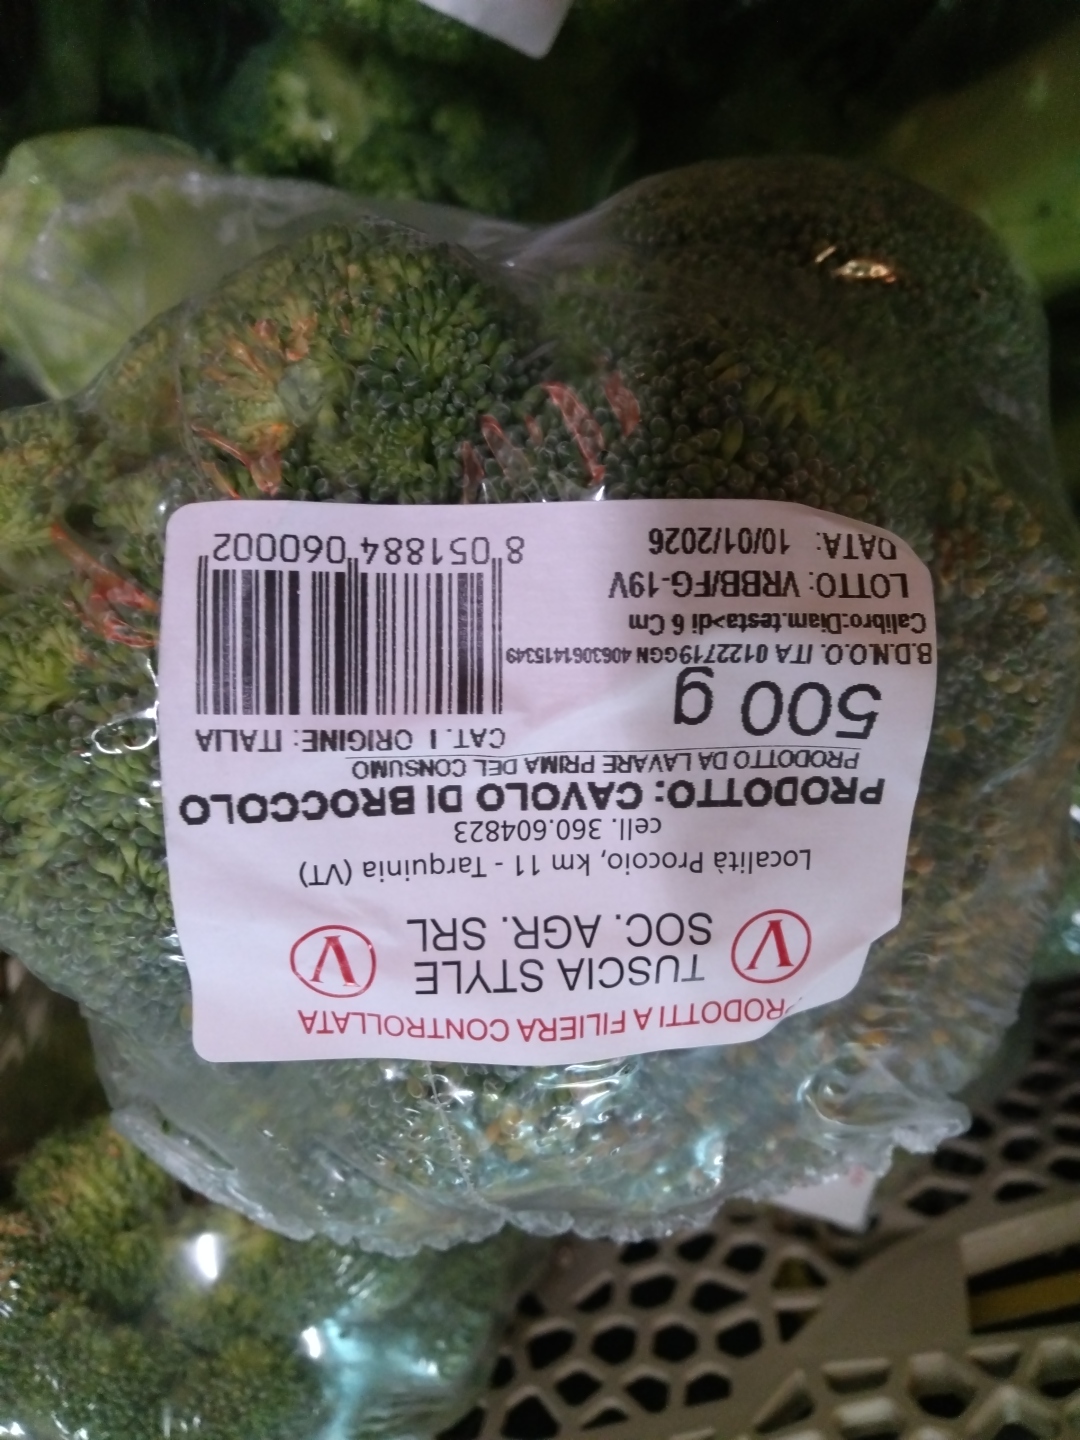 PRODOTTI A FILIERA CONTROLLATA
V TUSCIA STYLE V
SOC. AGR. SRL
Località Procoio, km 11 - Tarquinia (VT)
cell. 360.604823
PRODOTTO: CAVOLO DI BROCCOLO
PRODOTTO DA LAVARE PRIMA DEL CONSUMO
500 g
CAT. I ORIGINE: ITALIA
B.D.N.O.O. ITA 0122719GGN 4063061415349
Calibro:Diam.testa>di 6 Cm
LOTTO: VRBB/FG-19V
DATA: 10/01/2026
8 051884 060002